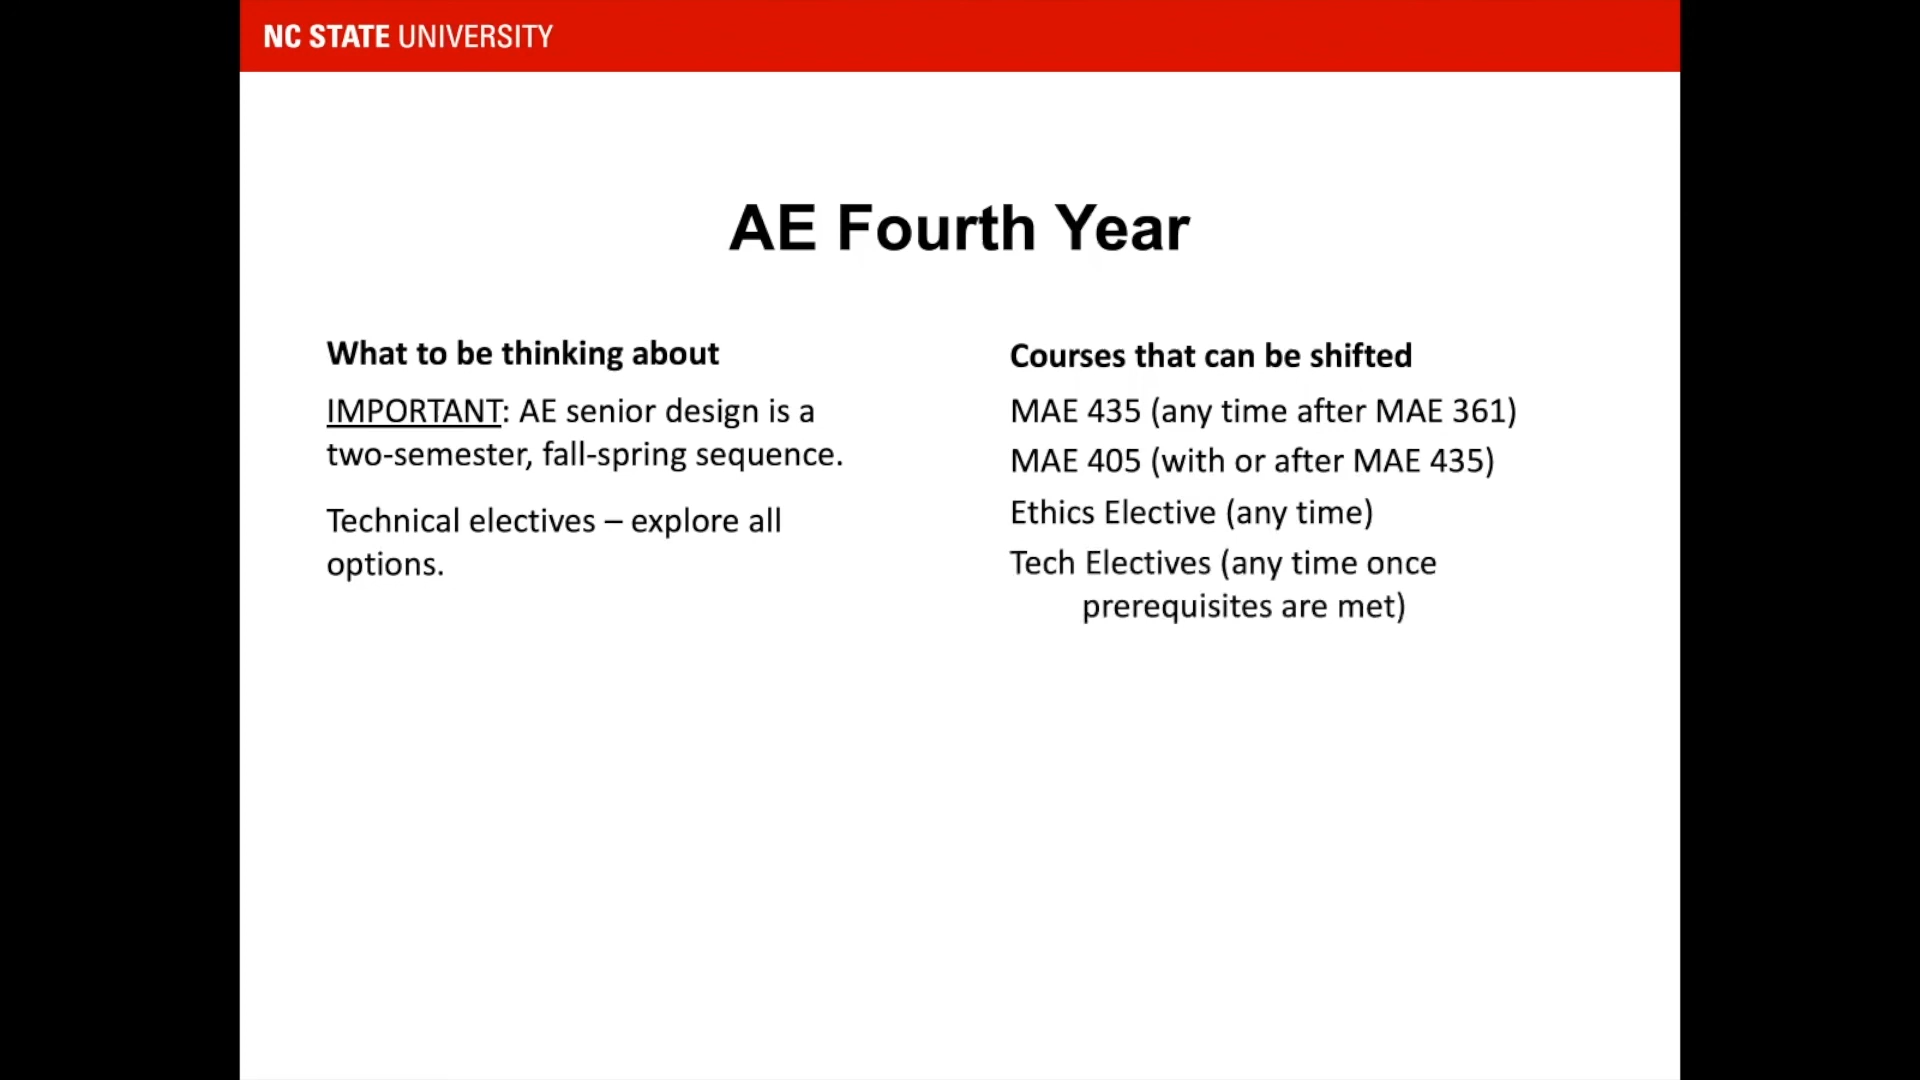 NC STATE UNIVERSITY
AE Fourth Year
What to be thinking about
IMPORTANT: AE senior design is a
two-semester, fall-spring sequence.
Technical electives – explore all
options.
Courses that can be shifted
MAE 435 (any time after MAE 361)
MAE 405 (with or after MAE 435)
Ethics Elective (any time)
Tech Electives (any time once
prerequisites are met)